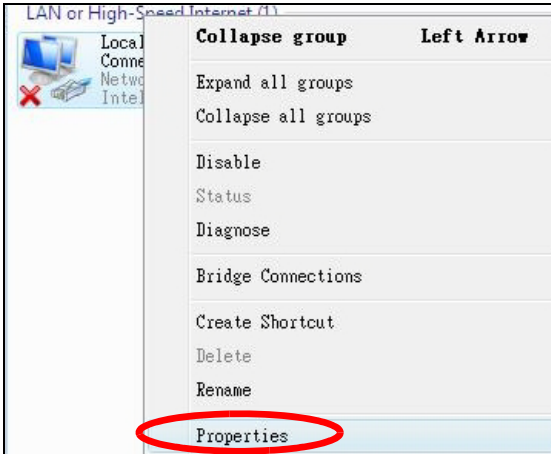 LAN or High-Speed Internet (1)
Local
Conne
Netwo
Intel
Collapse group Left Arrow
Expand all groups
Collapse all groups
Disable
Status
Diagnose
Bridge Connections
Create Shortcut
Delete
Rename
Properties